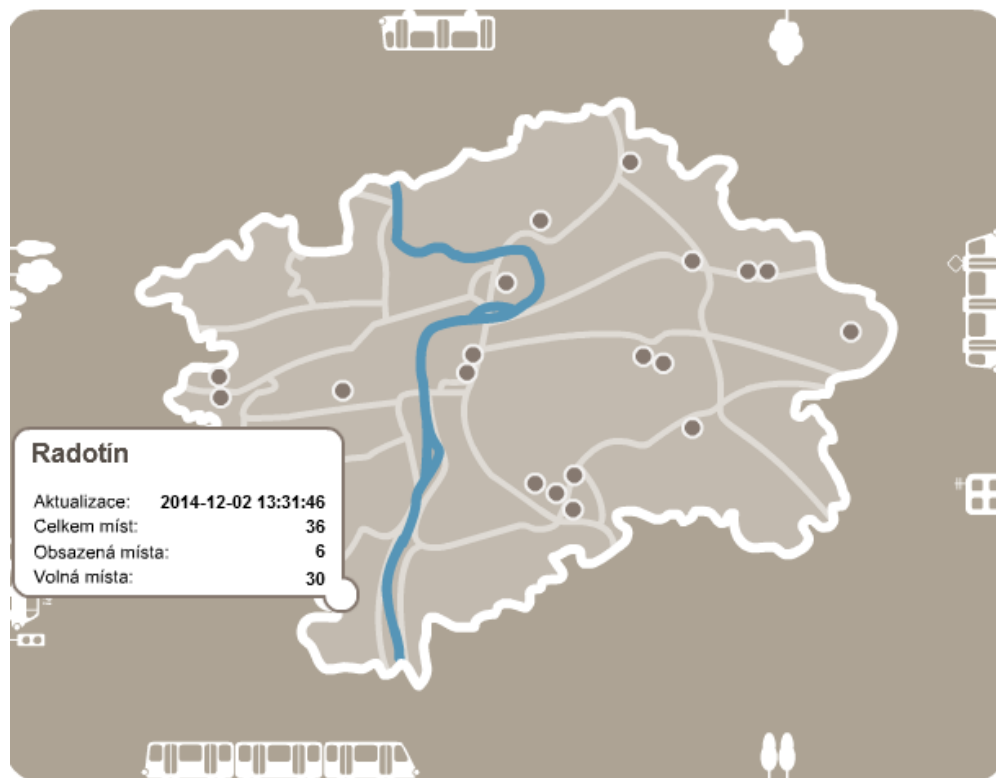 Radotín
Aktualizace: 2014-12-02 13:31:46
Celkem míst: 36
Obsazená místa: 6
Volná místa: 30